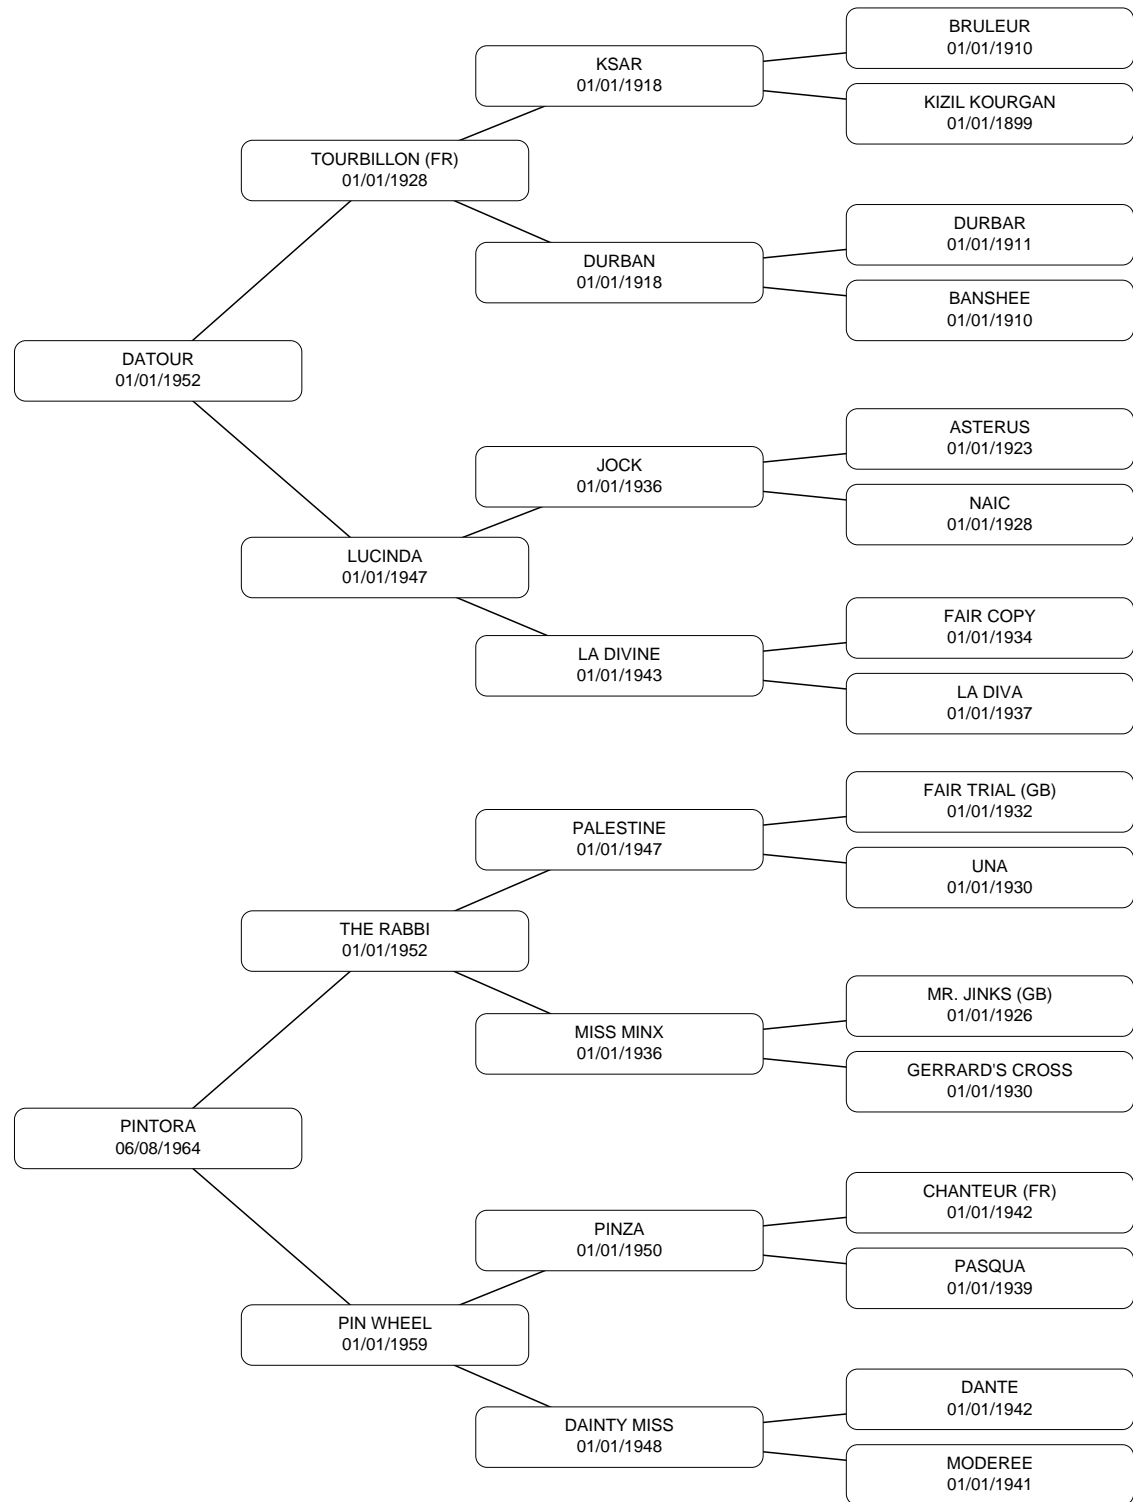 BRULEUR
01/01/1910
KSAR
01/01/1918
KIZIL KOURGAN
01/01/1899
TOURBILLON (FR)
01/01/1928
DURBAR
01/01/1911
DURBAN
01/01/1918
BANSHEE
01/01/1910
DATOUR
01/01/1952
ASTERUS
01/01/1923
JOCK
01/01/1936
NAIC
01/01/1928
LUCINDA
01/01/1947
FAIR COPY
01/01/1934
LA DIVINE
01/01/1943
LA DIVA
01/01/1937
FAIR TRIAL (GB)
01/01/1932
PALESTINE
01/01/1947
UNA
01/01/1930
THE RABBI
01/01/1952
MR. JINKS (GB)
01/01/1926
MISS MINX
01/01/1936
GERRARD'S CROSS
01/01/1930
PINTORA
06/08/1964
CHANTEUR (FR)
01/01/1942
PINZA
01/01/1950
PASQUA
01/01/1939
PIN WHEEL
01/01/1959
DANTE
01/01/1942
DAINTY MISS
01/01/1948
MODEREE
01/01/1941